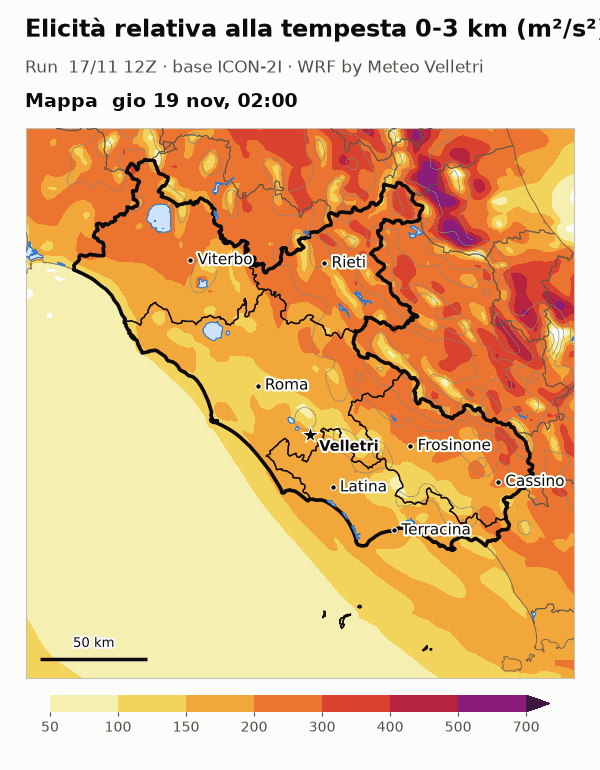 Elicità relativa alla tempesta 0-3 km (m²/s²)
Run 17/11 12Z · base ICON-2I · WRF by Meteo Velletri
Mappa gio 19 nov, 02:00
Viterbo
Rieti
Roma
Velletri
Frosinone
Cassino
Latina
Terracina
50 km
50 100 150 200 300 400 500 700